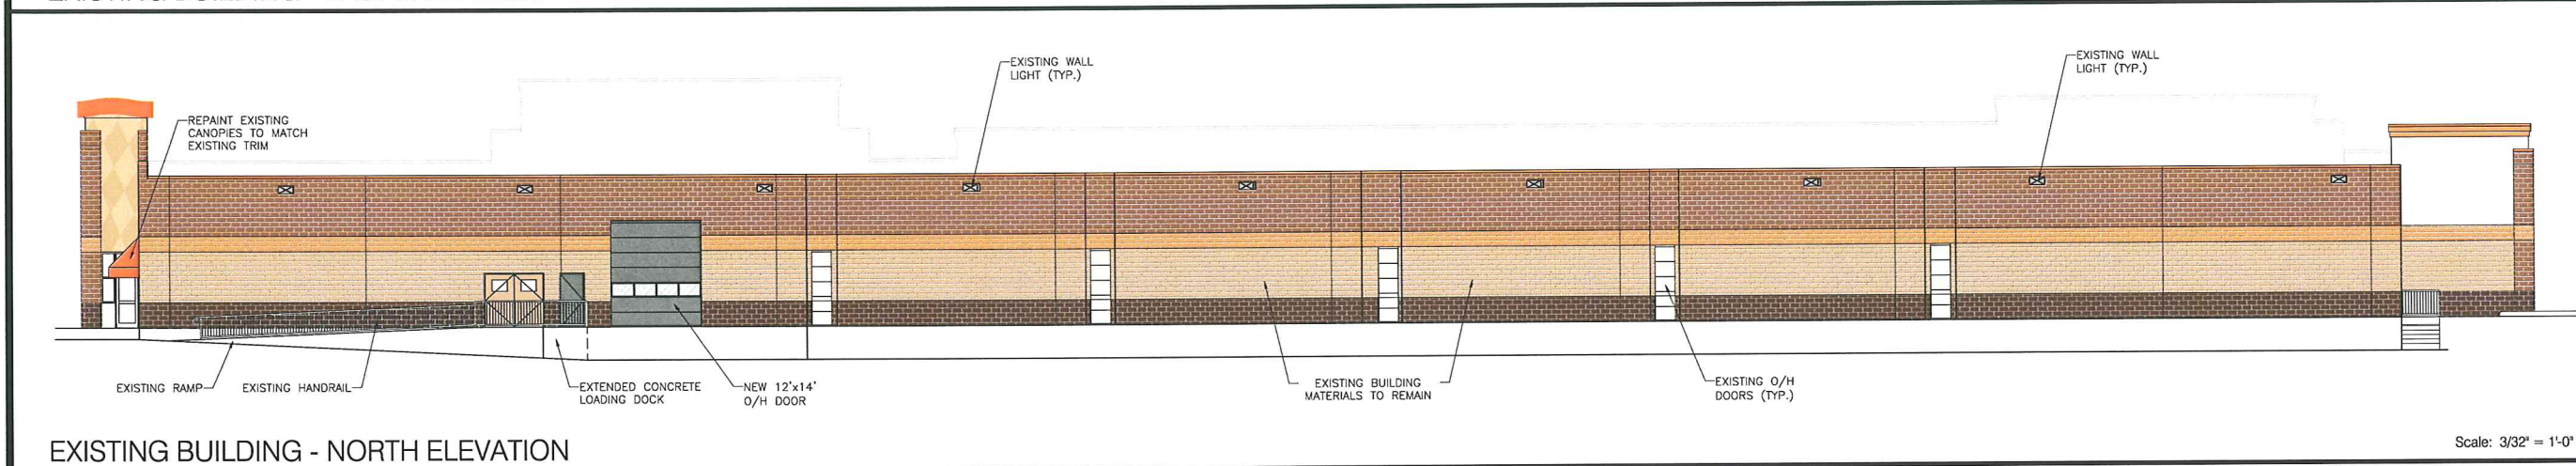 EXISTING WALL
LIGHT (TYP.)
EXISTING WALL
LIGHT (TYP.)
REPAINT EXISTING
CANOPIES TO MATCH
EXISTING TRIM
EXISTING RAMP
EXISTING HANDRAIL
EXTENDED CONCRETE
LOADING DOCK
NEW 12'x14'
O/H DOOR
EXISTING BUILDING
MATERIALS TO REMAIN
EXISTING O/H
DOORS (TYP.)
EXISTING BUILDING - NORTH ELEVATION
Scale: 3/32" = 1'-0"